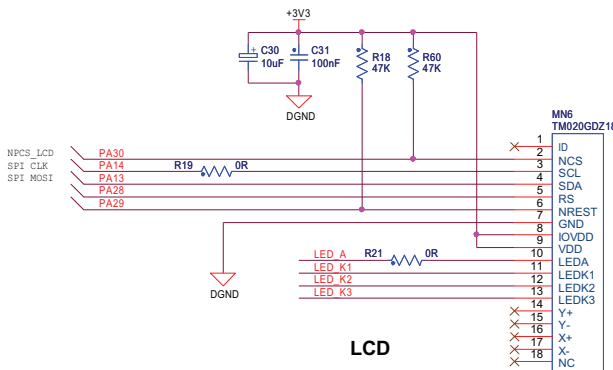 +3V3
C30
10uF
C31
100nF
R18
47K
R60
47K
DGND
MN6
TM020GDZ18
NPCS_LCD PA30
SPI CLK PA14 R19 0R
SPI MOSI PA13
PA28
PA29
1 ID
2 NCS
3 SCL
4 SDA
5 RS
6 NREST
7 GND
8 IOVDD
9 VDD
LED_A R21 0R 10 LEDA
LED_K1 11 LEDK1
LED_K2 12 LEDK2
LED_K3 13 LEDK3
14 Y+
15 Y-
16 X+
17 X-
18 NC
DGND
LCD